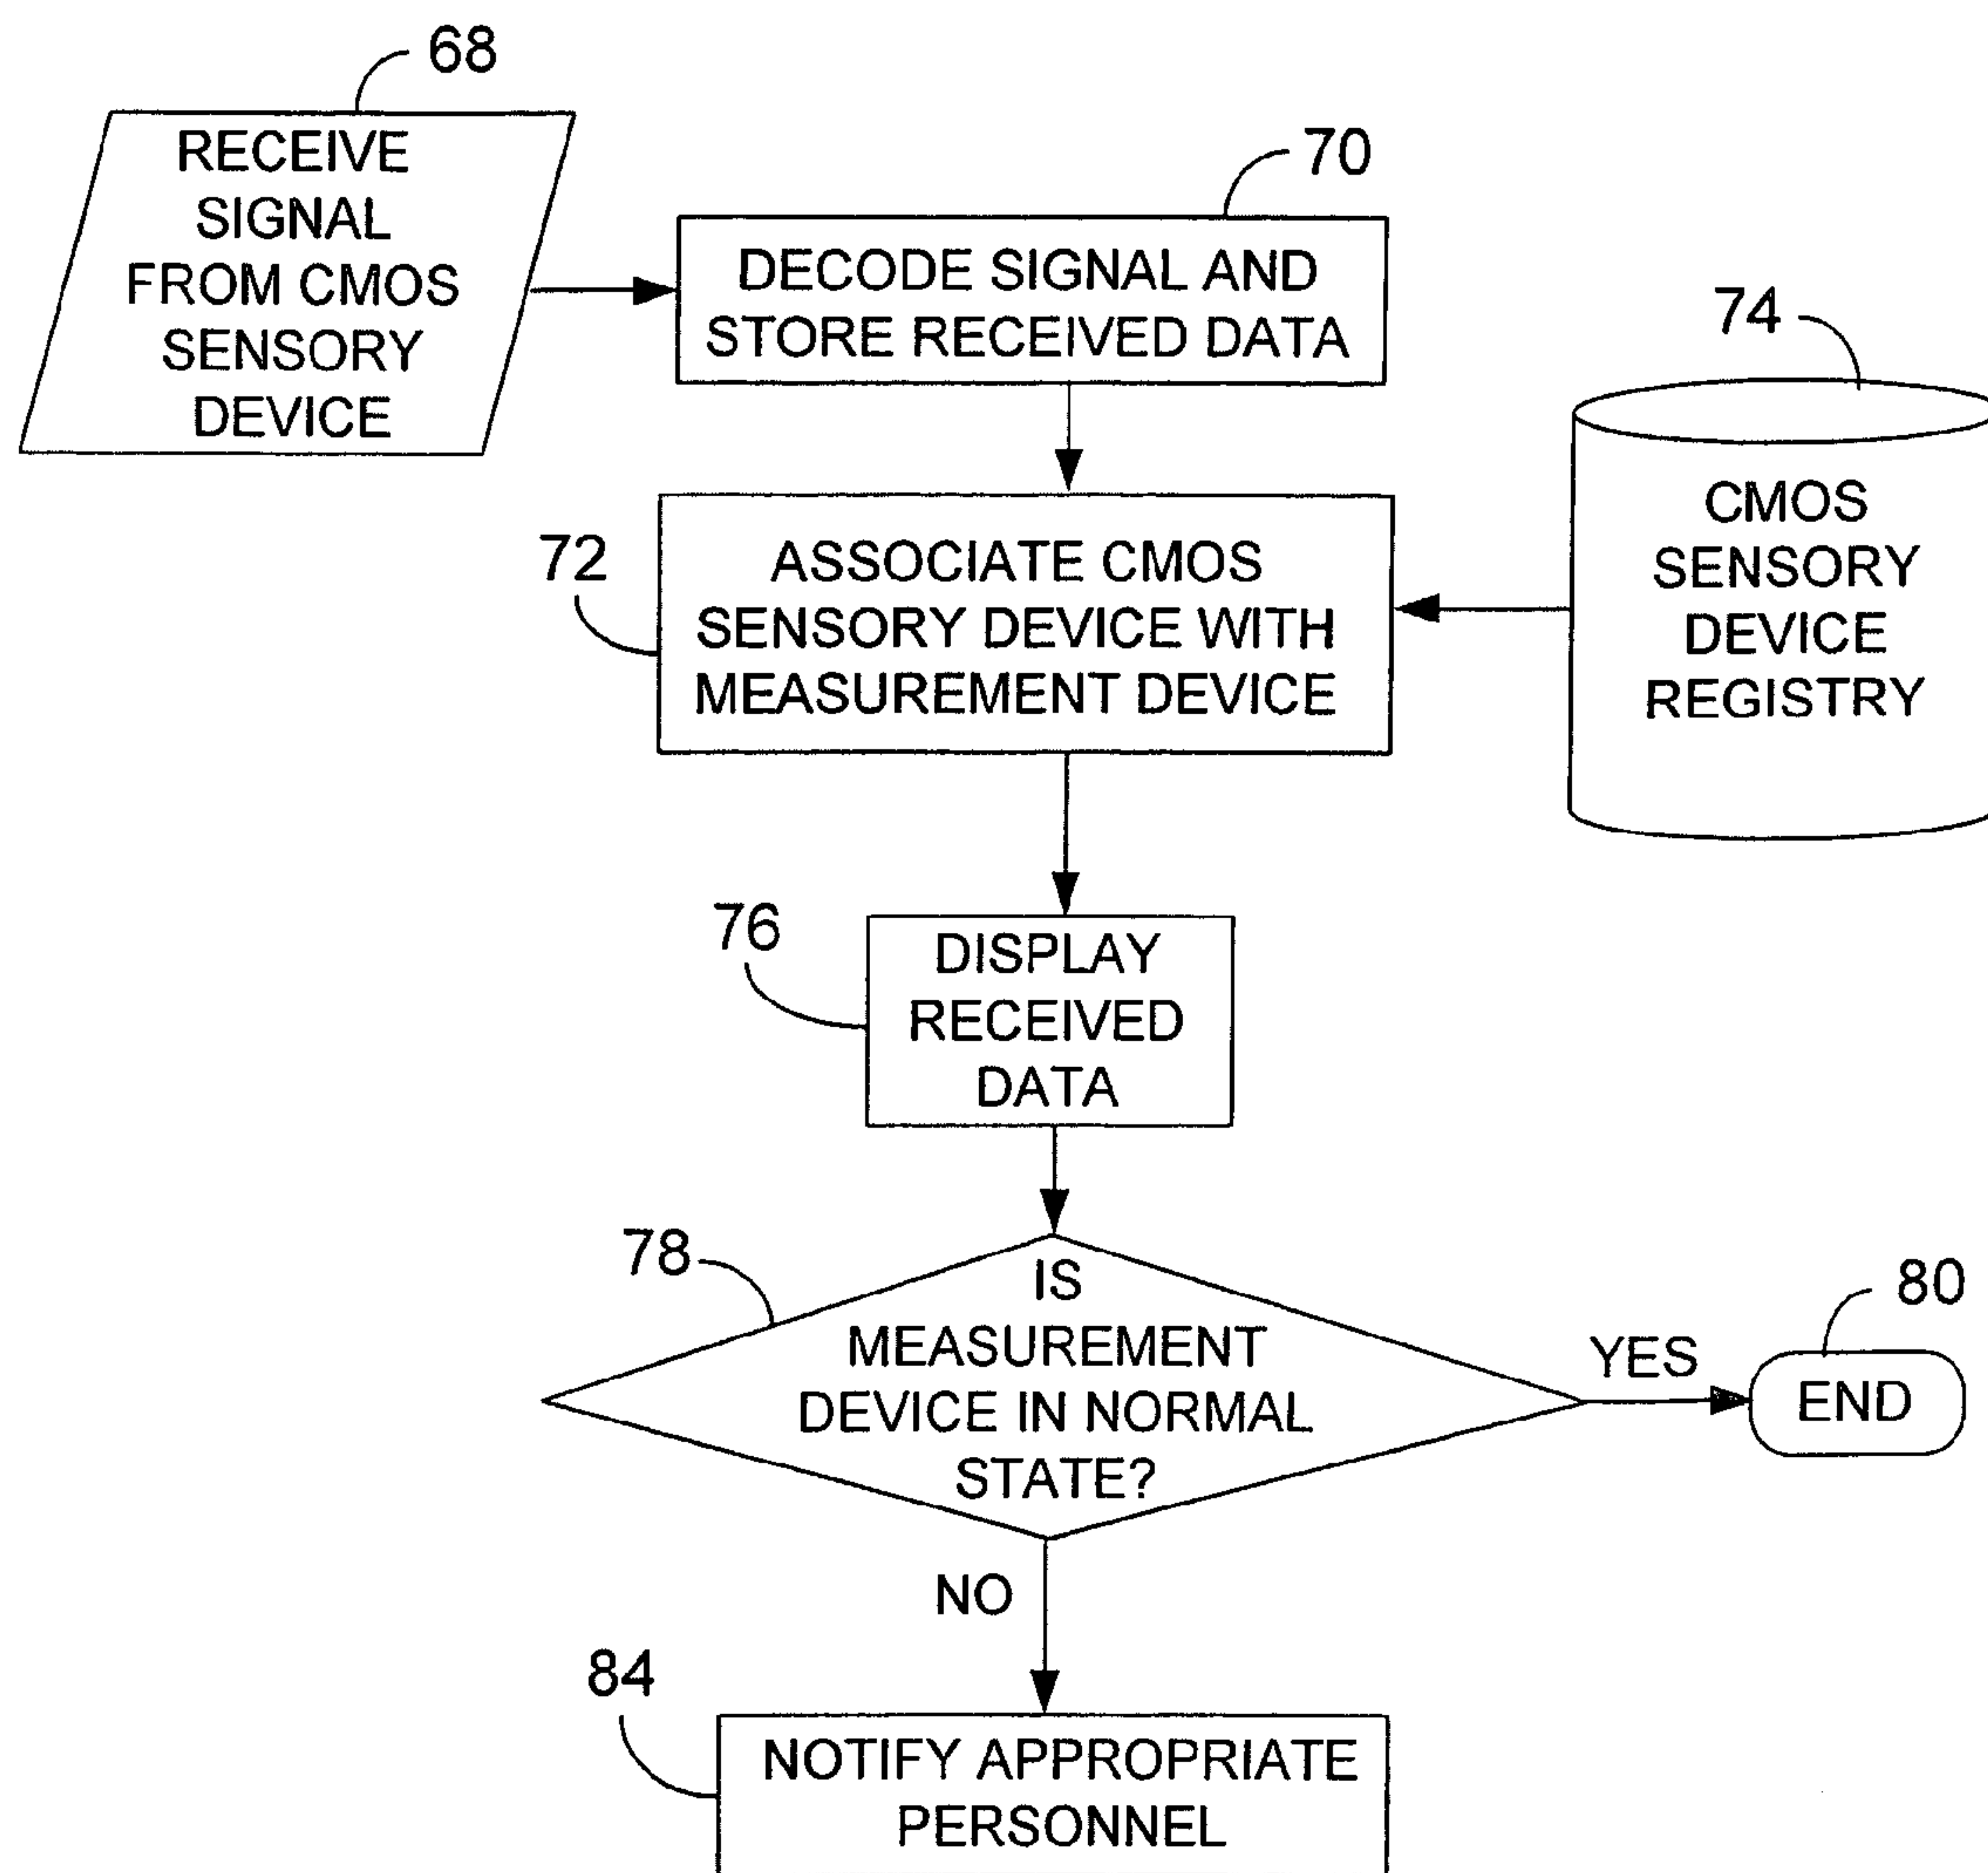 68
RECEIVE
SIGNAL
FROM CMOS
SENSORY
DEVICE
70
DECODE SIGNAL AND
STORE RECEIVED DATA
74
CMOS
SENSORY
DEVICE
REGISTRY
72
ASSOCIATE CMOS
SENSORY DEVICE WITH
MEASUREMENT DEVICE
76
DISPLAY
RECEIVED
DATA
78
IS
MEASUREMENT
DEVICE IN NORMAL
STATE?
YES
80
END
NO
84
NOTIFY APPROPRIATE
PERSONNEL